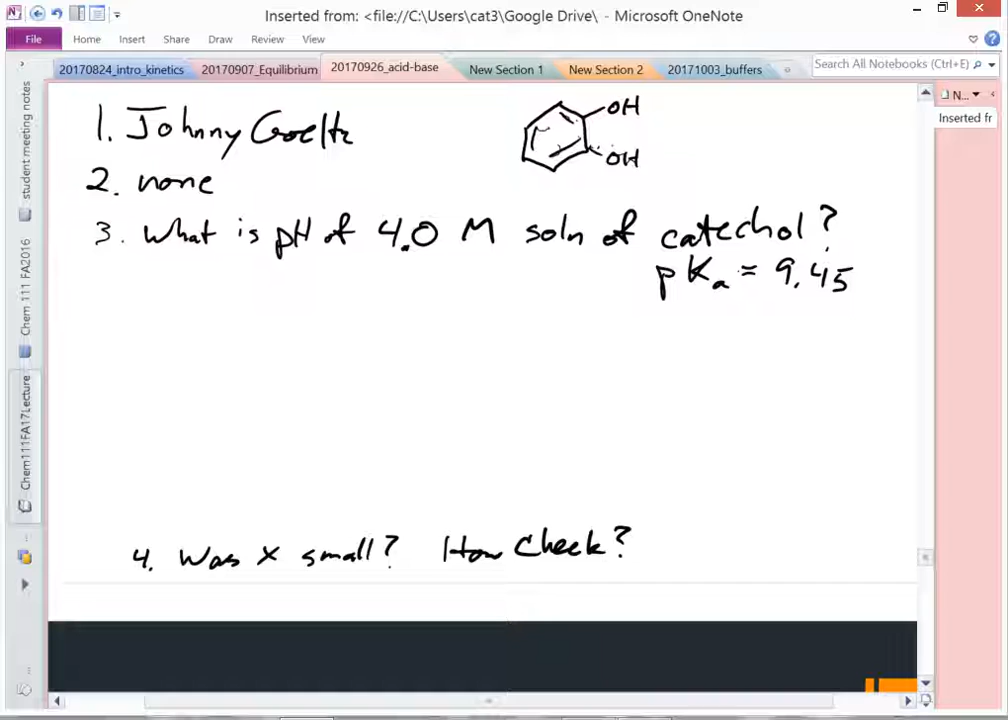 Inserted from: <file://C:\Users\cat3\Google Drive\ - Microsoft OneNote
File Home Insert Share Draw Review View
20170824_intro_kinetics 20170907_Equilibrium 20170926_acid-base New Section 1 New Section 2 20171003_buffers Search All Notebooks (Ctrl+E)
N...
Inserted fr
student meeting notes
Chem 111 FA2016
Chem111FA17Lecture
1. Johnny Goeltz
OH
OH
2. none
3. What is pH of 4.0 M soln of catechol?
pKa = 9.45
4. Was x small? How Check?